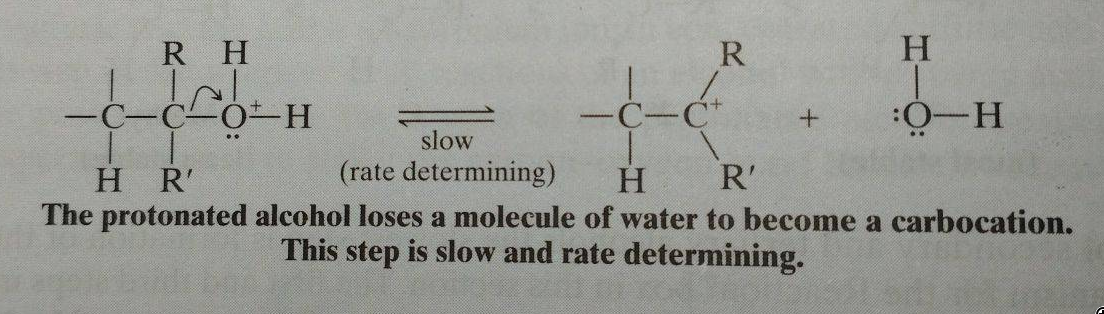 R H R H
—C—C—O+—H —C—C+ + :O—H
slow
(rate determining)
H R' H R'
The protonated alcohol loses a molecule of water to become a carbocation.
This step is slow and rate determining.